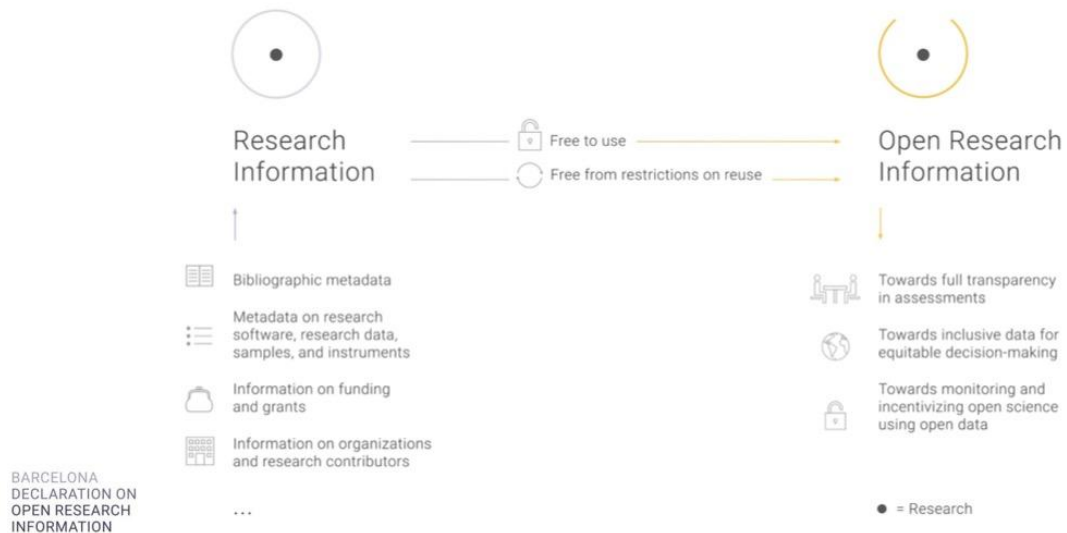 Research
Information
Free to use
Free from restrictions on reuse
Open Research
Information
Bibliographic metadata
Metadata on research
software, research data,
samples, and instruments
Information on funding
and grants
Information on organizations
and research contributors
...
Towards full transparency
in assessments
Towards inclusive data for
equitable decision-making
Towards monitoring and
incentivizing open science
using open data
= Research
BARCELONA
DECLARATION ON
OPEN RESEARCH
INFORMATION